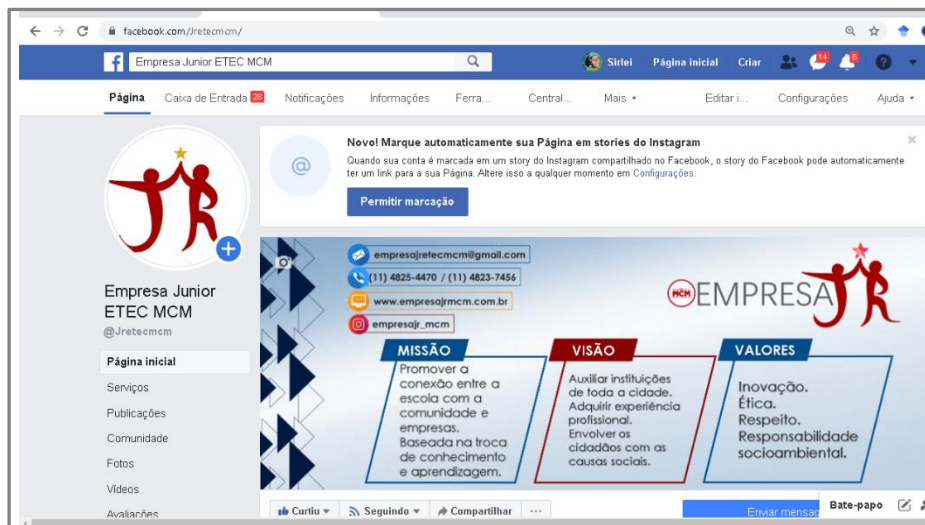 facebook.com/Jretecmcm/
Empresa Junior ETEC MCM
Sirlei Página inicial Criar 14 6
Página Caixa de Entrada 28 Notificações Informações Ferra... Central... Mais Editar i... Configurações Ajuda
Novo! Marque automaticamente sua Página em stories do Instagram
Quando sua conta é marcada em um story do Instagram compartilhado no Facebook, o story do Facebook pode automaticamente
ter um link para a sua Página. Altere isso a qualquer momento em Configurações.
Permitir marcação
JR
Empresa Junior
ETEC MCM
@Jretecmcm
Página inicial
Serviços
Publicações
Comunidade
Fotos
Vídeos
Avaliações
empresajretecmcm@gmail.com
(11) 4825-4470 / (11) 4823-7456
www.empresajrmcm.com.br
empresajr_mcm
MCM EMPRESA JR
MISSÃO
Promover a
conexão entre a
escola com a
comunidade e
empresas.
Baseada na troca
de conhecimento
e aprendizagem.
VISÃO
Auxiliar instituições
de toda a cidade.
Adquirir experiência
profissional.
Envolver os
cidadãos com as
causas sociais.
VALORES
Inovação.
Ética.
Respeito.
Responsabilidade
socioambiental.
Curtiu Seguindo Compartilhar ... Enviar mensag
Bate-papo